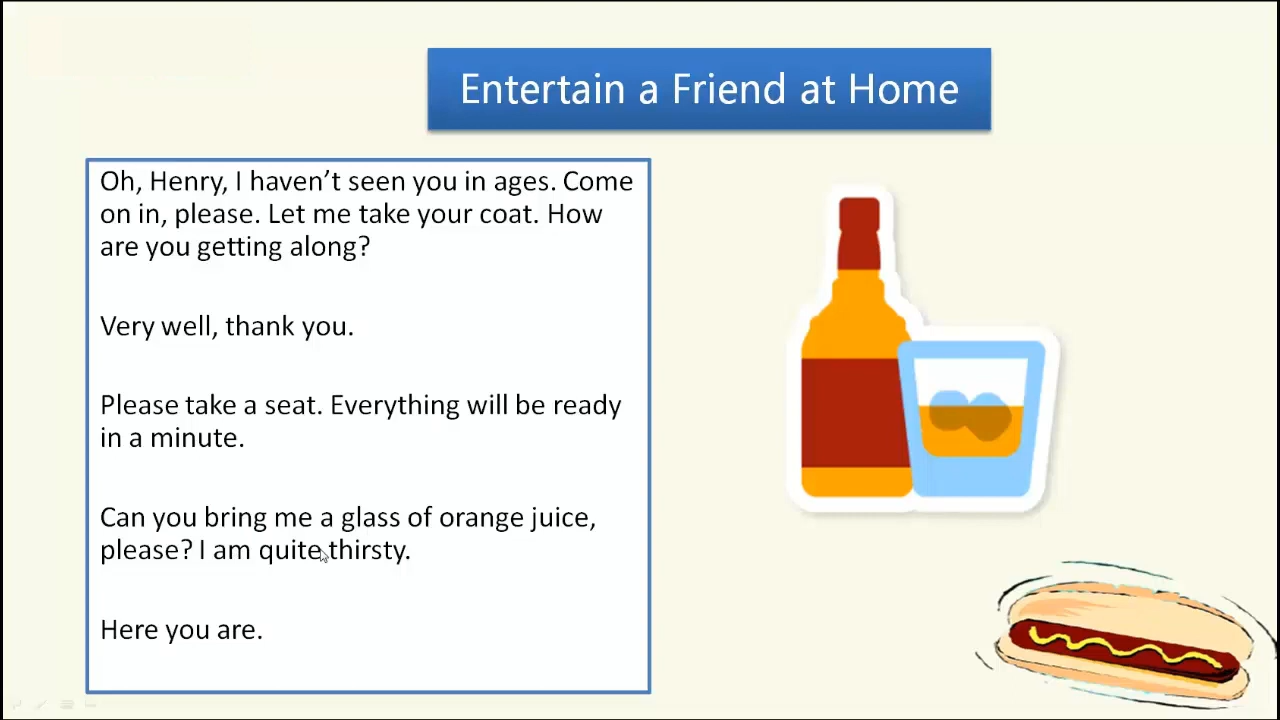 Entertain a Friend at Home
Oh, Henry, I haven’t seen you in ages. Come
on in, please. Let me take your coat. How
are you getting along?
Very well, thank you.
Please take a seat. Everything will be ready
in a minute.
Can you bring me a glass of orange juice,
please? I am quite thirsty.
Here you are.